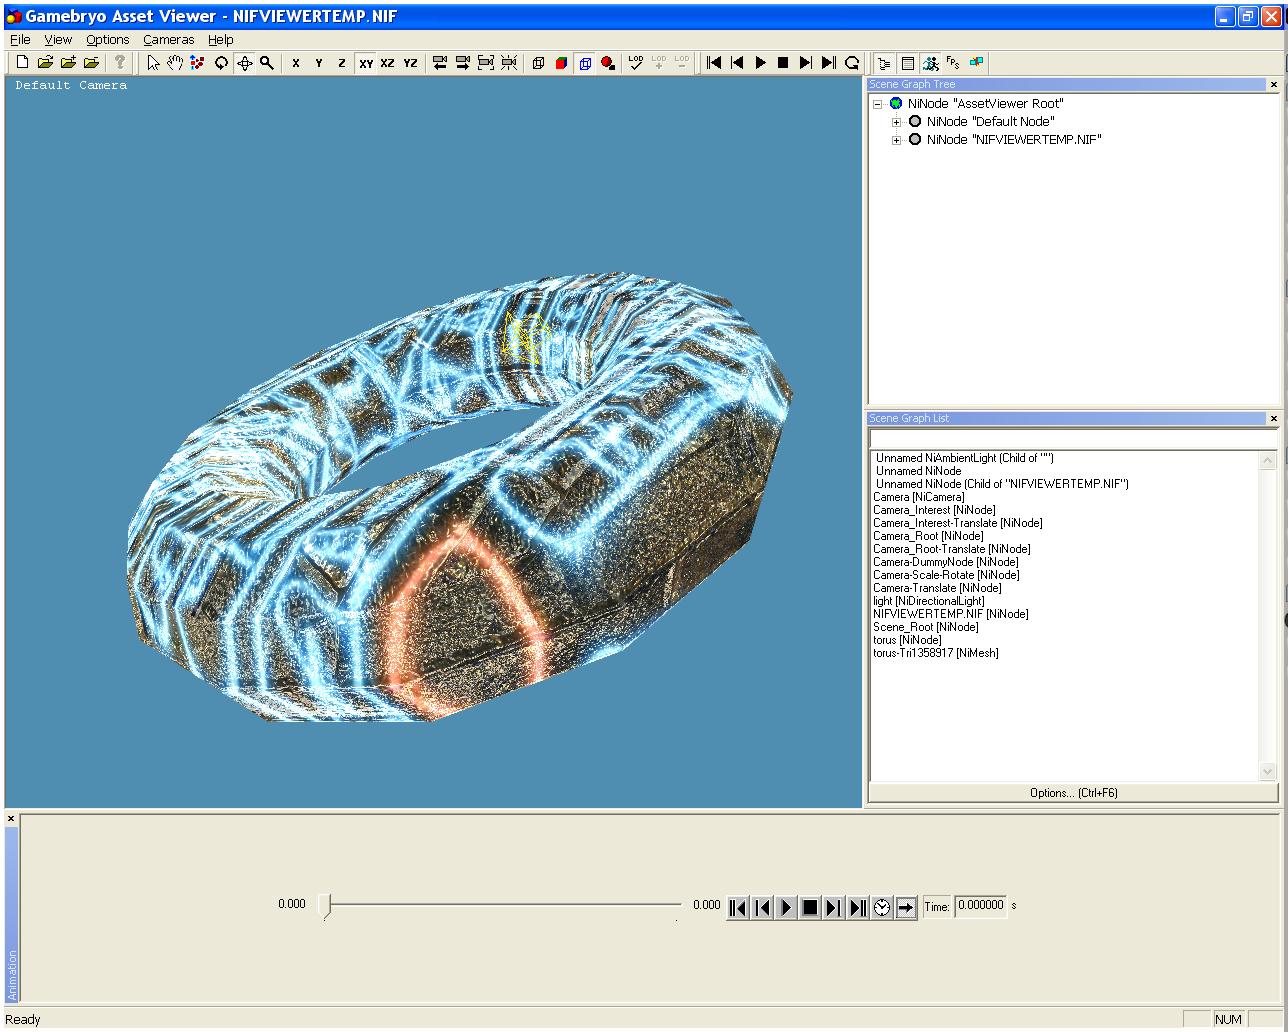 Gamebryo Asset Viewer - NIFVIEWERTEMP.NIF
File View Options Cameras Help
X Y Z XY XZ YZ LOD LOD LOD FPS
Default Camera
Scene Graph Tree
NiNode "AssetViewer Root"
NiNode "Default Node"
NiNode "NIFVIEWERTEMP.NIF"
Scene Graph List
Unnamed NiAmbientLight (Child of "")
Unnamed NiNode
Unnamed NiNode (Child of "NIFVIEWERTEMP.NIF")
Camera [NiCamera]
Camera_Interest [NiNode]
Camera_Interest-Translate [NiNode]
Camera_Root [NiNode]
Camera_Root-Translate [NiNode]
Camera-DummyNode [NiNode]
Camera-Scale-Rotate [NiNode]
Camera-Translate [NiNode]
light [NiDirectionalLight]
NIFVIEWERTEMP.NIF [NiNode]
Scene_Root [NiNode]
torus [NiNode]
torus-Tri1358917 [NiMesh]
Options... (Ctrl+F6)
0.000 0.000 Time: 0.000000 s
Animation
Ready NUM